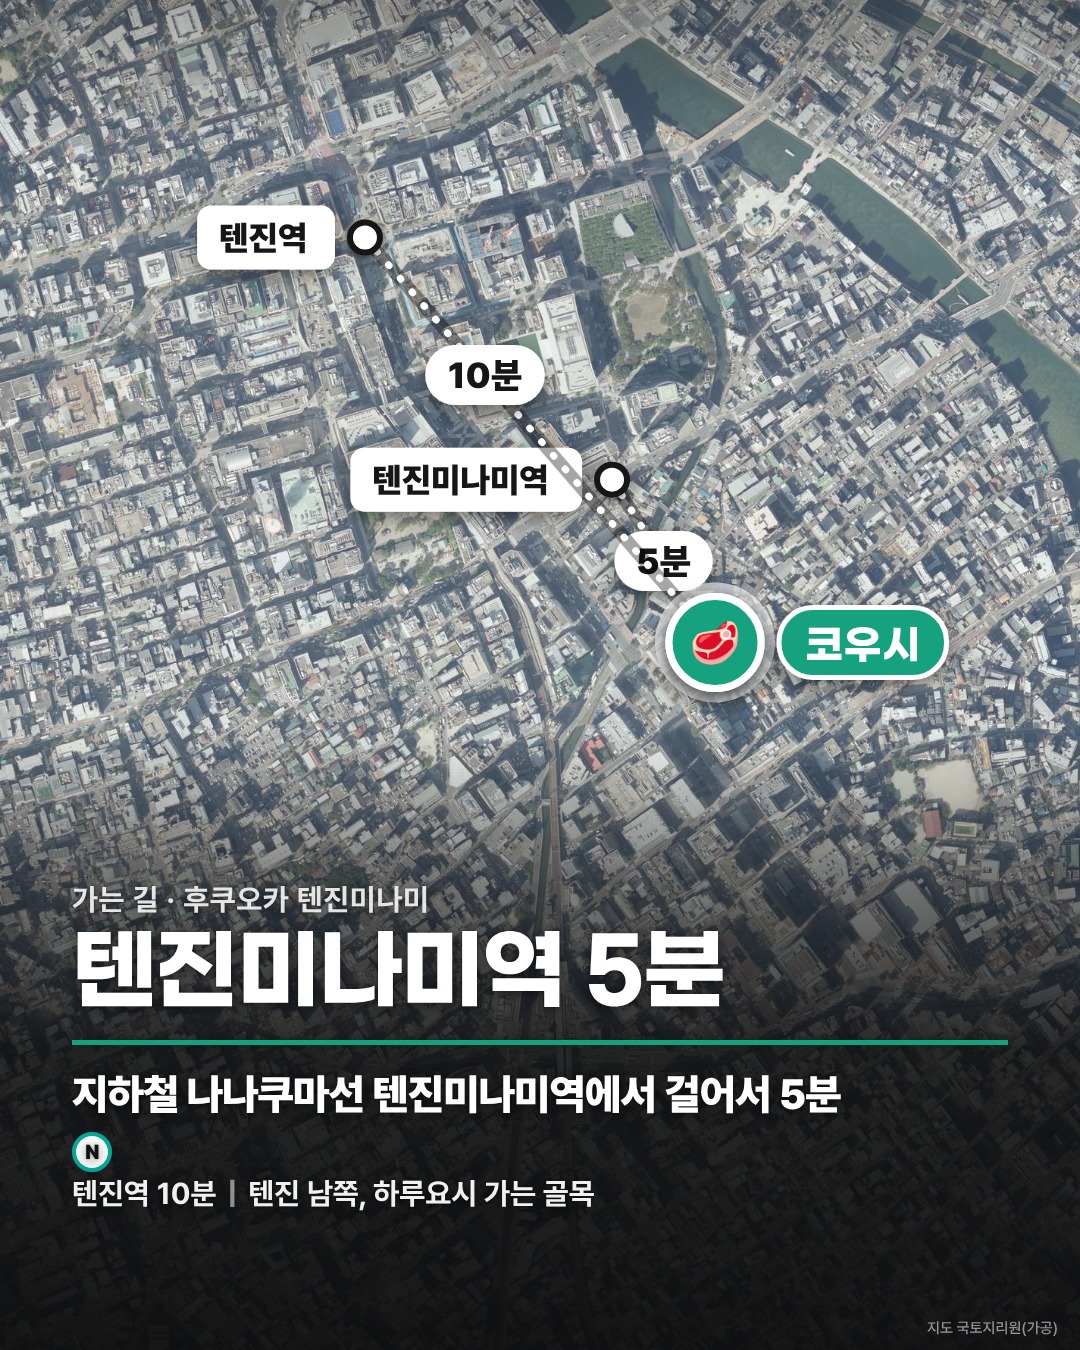 텐진역
10분
텐진미나미역
5분
코우시
가는 길 · 후쿠오카 텐진미나미
텐진미나미역 5분
지하철 나나쿠마선 텐진미나미역에서 걸어서 5분
N
텐진역 10분 | 텐진 남쪽, 하루요시 가는 골목
지도 국토지리원(가공)